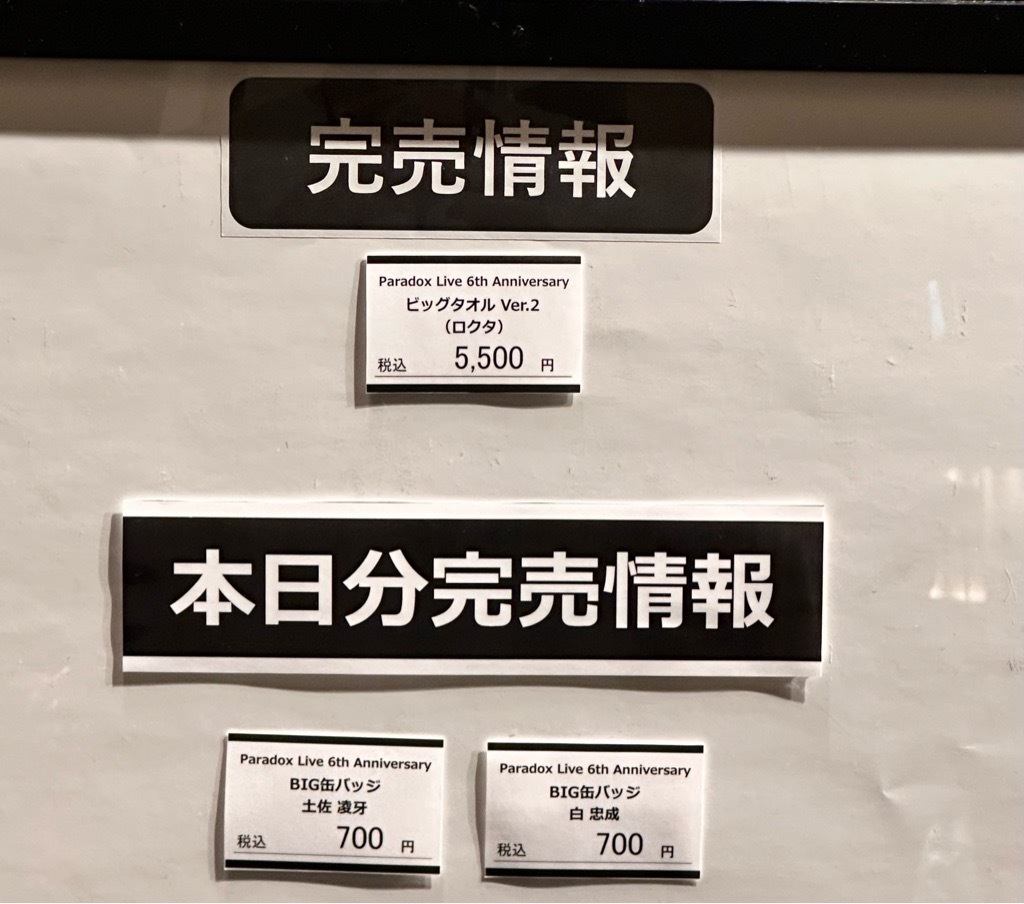 完売情報
Paradox Live 6th Anniversary
ビッグタオル Ver.2
（ロクタ）
税込 5,500 円
本日分完売情報
Paradox Live 6th Anniversary
BIG缶バッジ
土佐 凌牙
税込 700 円
Paradox Live 6th Anniversary
BIG缶バッジ
白 忠成
税込 700 円